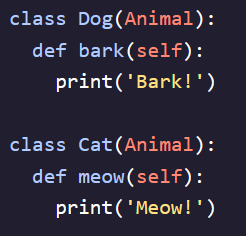 class Dog(Animal):
  def bark(self):
    print('Bark!')

class Cat(Animal):
  def meow(self):
    print('Meow!')